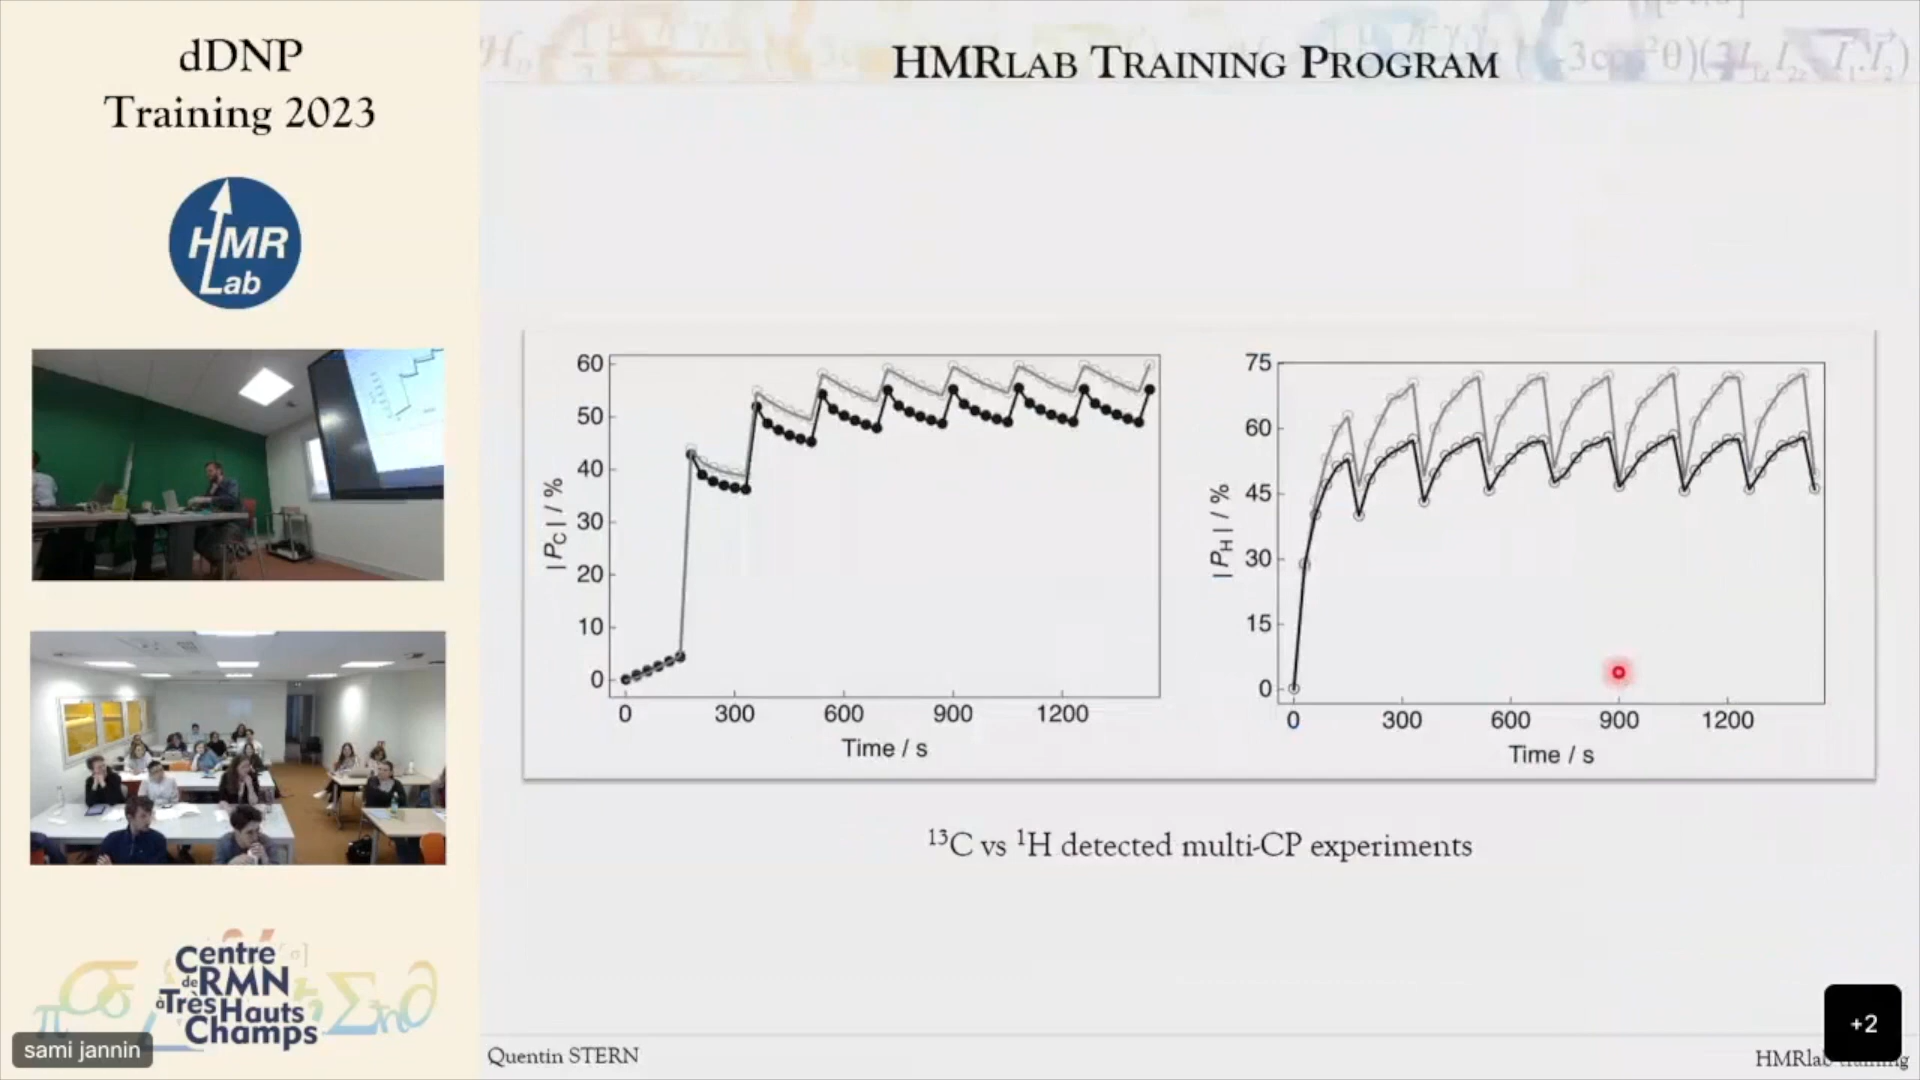 dDNP
Training 2023
HMR
Lab
Centre
de RMN
à Très Hauts
Champs
sami jannin
HMRLAB TRAINING PROGRAM
60
50
40
30
20
10
0
|PC| / %
0 300 600 900 1200
Time / s
75
60
45
30
15
0
|PH| / %
0 300 600 900 1200
Time / s
13C vs 1H detected multi-CP experiments
Quentin STERN
+2